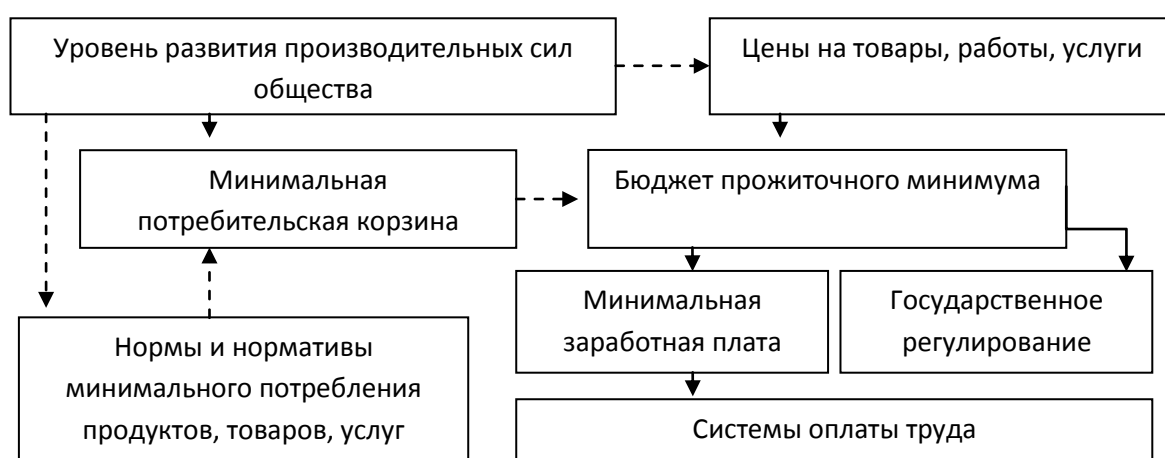 Уровень развития производительных сил
общества
Цены на товары, работы, услуги
Минимальная
потребительская корзина
Бюджет прожиточного минимума
Минимальная
заработная плата
Государственное
регулирование
Нормы и нормативы
минимального потребления
продуктов, товаров, услуг
Системы оплаты труда